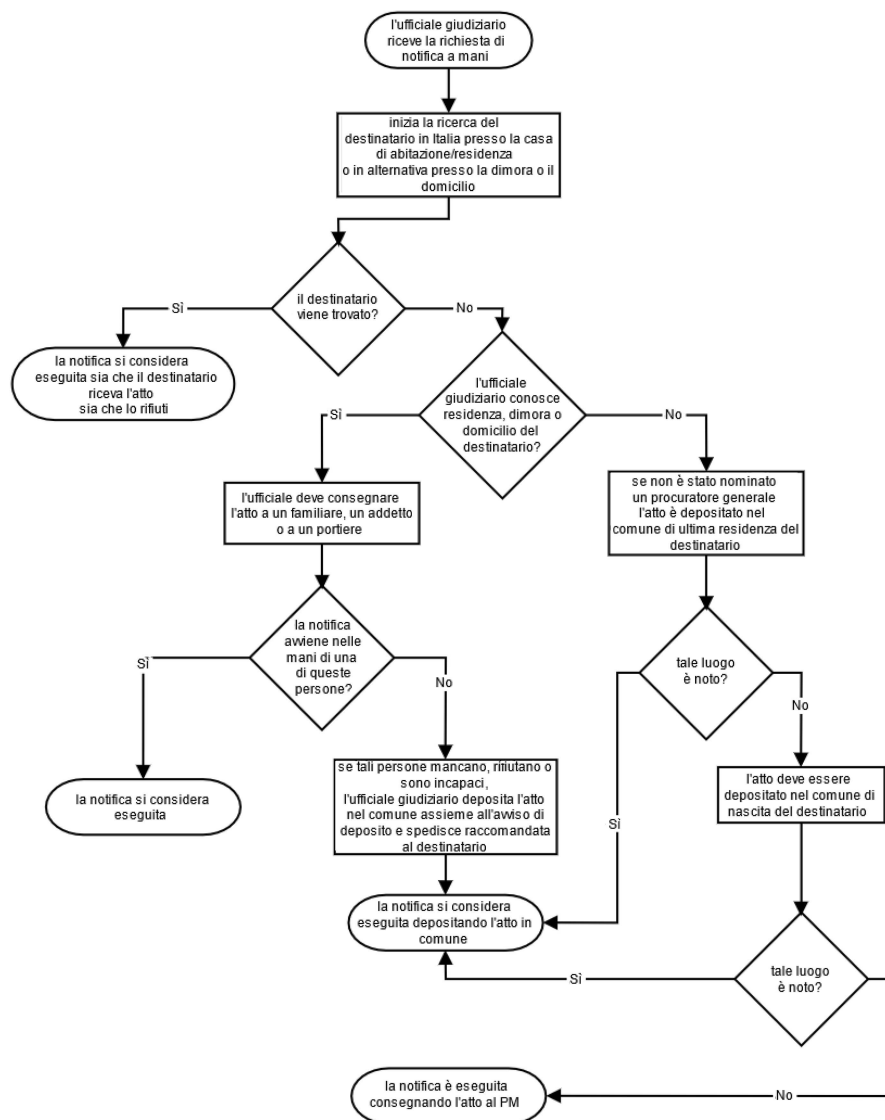 l'ufficiale giudiziario
riceve la richiesta di
notifica a mani
inizia la ricerca del
destinatario in Italia presso la casa
di abitazione/residenza
o in alternativa presso la dimora o il
domicilio
il destinatario
viene trovato?
Sì
No
la notifica si considera
eseguita sia che il destinatario
riceva l'atto
sia che lo rifiuti
l'ufficiale
giudiziario conosce
residenza, dimora o
domicilio del
destinatario?
Sì
No
l'ufficiale deve consegnare
l'atto a un familiare, un addetto
o a un portiere
se non è stato nominato
un procuratore generale
l'atto è depositato nel
comune di ultima residenza del
destinatario
la notifica
avviene nelle
mani di una
di queste
persone?
Sì
No
tale luogo
è noto?
No
Sì
la notifica si considera
eseguita
se tali persone mancano, rifiutano o
sono incapaci,
l'ufficiale giudiziario deposita l'atto
nel comune assieme all'avviso di
deposito e spedisce raccomandata
al destinatario
l'atto deve essere
depositato nel comune di
nascita del destinatario
la notifica si considera
eseguita depositando l'atto in
comune
tale luogo
è noto?
Sì
No
la notifica è eseguita
consegnando l'atto al PM